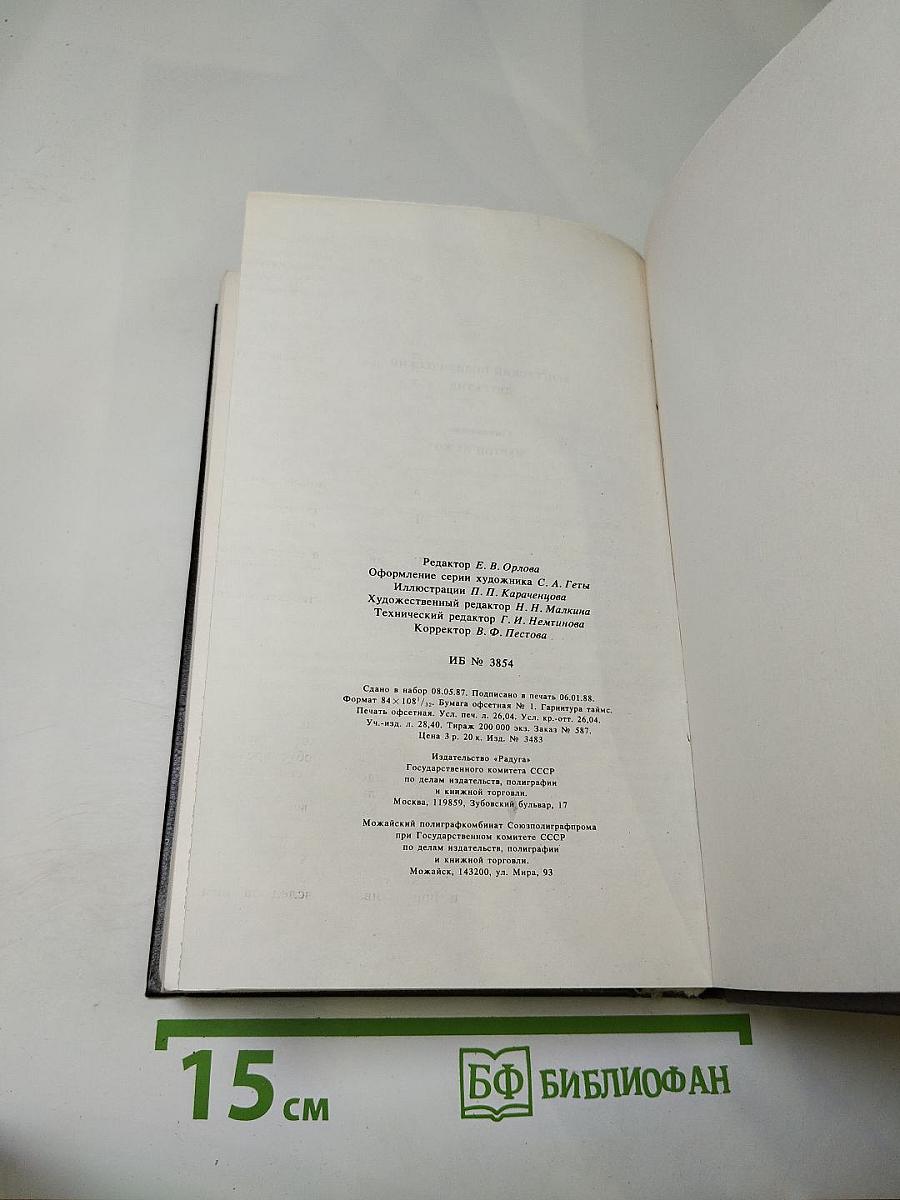 Редактор Е. В. Орлова
Оформление серии художника С. А. Геты
Иллюстрации П. П. Караченцова
Художественный редактор Н. Н. Малкина
Технический редактор Г. И. Немтинова
Корректор В. Ф. Пестова
ИБ № 3854
Сдано в набор 08.05.87. Подписано в печать 06.01.88.
Формат 84×108¹/₃₂. Бумага офсетная № 1. Гарнитура таймс.
Печать офсетная. Усл. печ. л. 26,04. Усл. кр.-отт. 26,04.
Уч.-изд. л. 28,40. Тираж 200 000 экз. Заказ № 587.
Цена 3 р. 20 к. Изд. № 3483
Издательство «Радуга»
Государственного комитета СССР
по делам издательств, полиграфии
и книжной торговли.
Москва, 119859, Зубовский бульвар, 17
Можайский полиграфкомбинат Союзполиграфпрома
при Государственном комитете СССР
по делам издательств, полиграфии
и книжной торговли.
Можайск, 143200, ул. Мира, 93
15 см
БФ БИБЛИОФАН